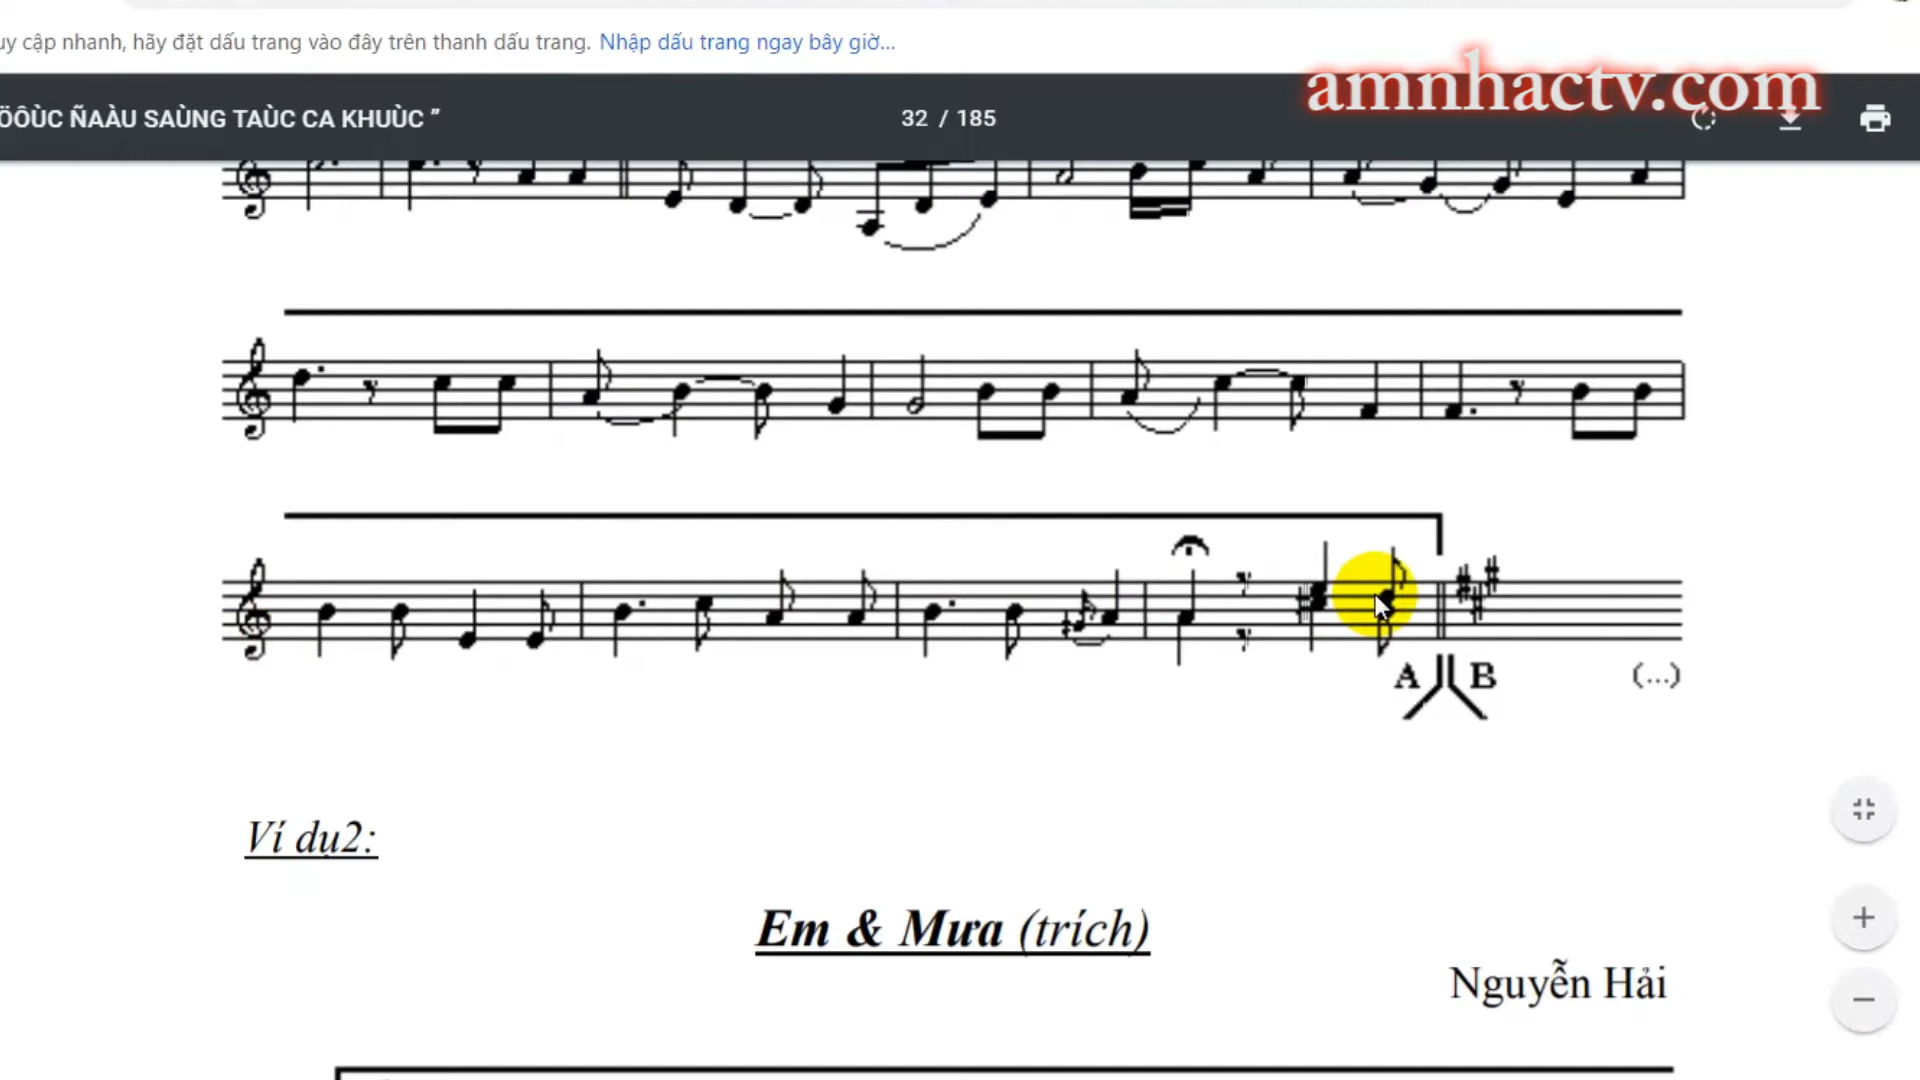 uy cập nhanh, hãy đặt dấu trang vào đây trên thanh dấu trang. Nhập dấu trang ngay bây giờ...
amnhactv.com
ÖÔÙC ÑAÀU SAÙNG TAÙC CA KHUÙC ” 32 / 185
A B (...)
Ví dụ2:
Em & Mưa (trích)
Nguyễn Hải